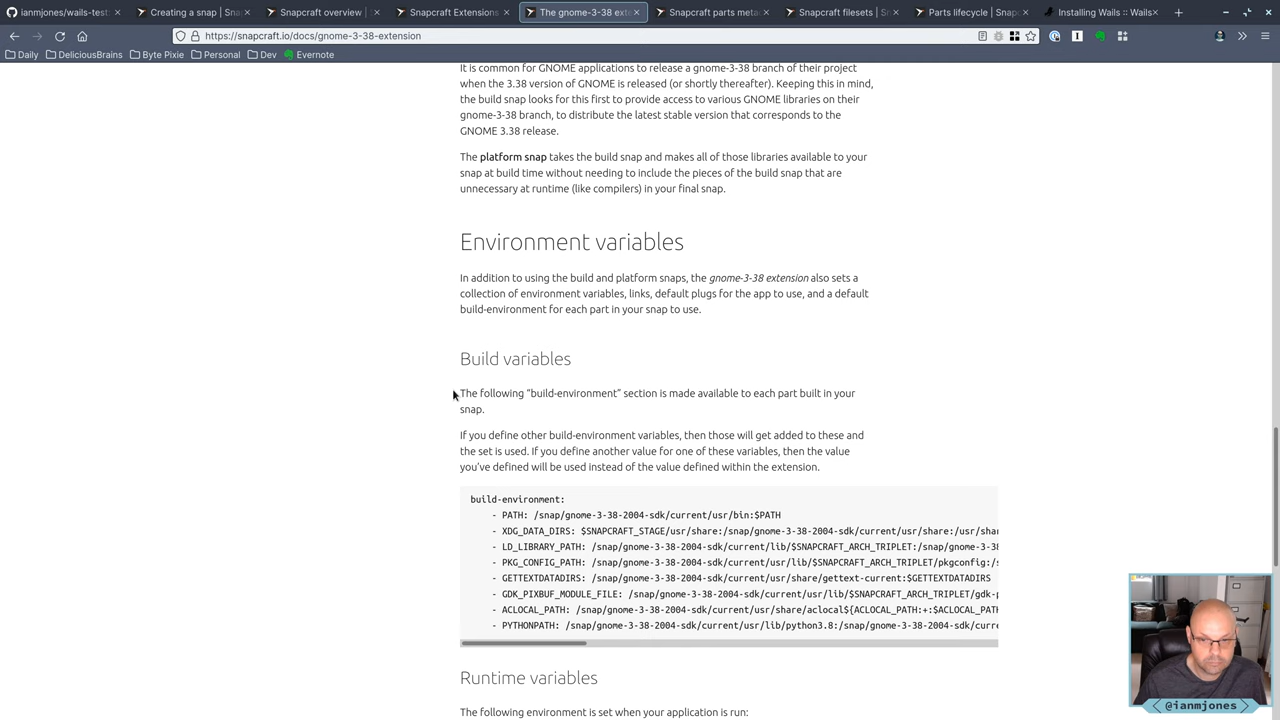 ianmjones/wails-test
Creating a snap | Sna
Snapcraft overview |
Snapcraft Extensions
The gnome-3-38 exte
Snapcraft parts meta
Snapcraft filesets | Sn
Parts lifecycle | Snapc
Installing Wails :: Wails
https://snapcraft.io/docs/gnome-3-38-extension
Daily
DeliciousBrains
Byte Pixie
Personal
Dev
Evernote
It is common for GNOME applications to release a gnome-3-38 branch of their project
when the 3.38 version of GNOME is released (or shortly thereafter). Keeping this in mind,
the build snap looks for this first to provide access to various GNOME libraries on their
gnome-3-38 branch, to distribute the latest stable version that corresponds to the
GNOME 3.38 release.
The platform snap takes the build snap and makes all of those libraries available to your
snap at build time without needing to include the pieces of the build snap that are
unnecessary at runtime (like compilers) in your final snap.
Environment variables
In addition to using the build and platform snaps, the gnome-3-38 extension also sets a
collection of environment variables, links, default plugs for the app to use, and a default
build-environment for each part in your snap to use.
Build variables
The following “build-environment” section is made available to each part built in your
snap.
If you define other build-environment variables, then those will get added to these and
the set is used. If you define another value for one of these variables, then the value
you’ve defined will be used instead of the value defined within the extension.
build-environment:
- PATH: /snap/gnome-3-38-2004-sdk/current/usr/bin:$PATH
- XDG_DATA_DIRS: $SNAPCRAFT_STAGE/usr/share:/snap/gnome-3-38-2004-sdk/current/usr/share:/usr/shar
- LD_LIBRARY_PATH: /snap/gnome-3-38-2004-sdk/current/lib/$SNAPCRAFT_ARCH_TRIPLET:/snap/gnome-3-38
- PKG_CONFIG_PATH: /snap/gnome-3-38-2004-sdk/current/usr/lib/$SNAPCRAFT_ARCH_TRIPLET/pkgconfig:/s
- GETTEXTDATADIRS: /snap/gnome-3-38-2004-sdk/current/usr/share/gettext-current:$GETTEXTDATADIRS
- GDK_PIXBUF_MODULE_FILE: /snap/gnome-3-38-2004-sdk/current/usr/lib/$SNAPCRAFT_ARCH_TRIPLET/gdk-p
- ACLOCAL_PATH: /snap/gnome-3-38-2004-sdk/current/usr/share/aclocal${ACLOCAL_PATH:+:$ACLOCAL_PATH
- PYTHONPATH: /snap/gnome-3-38-2004-sdk/current/usr/lib/python3.8:/snap/gnome-3-38-2004-sdk/curre
Runtime variables
The following environment is set when your application is run:
@ianmjones